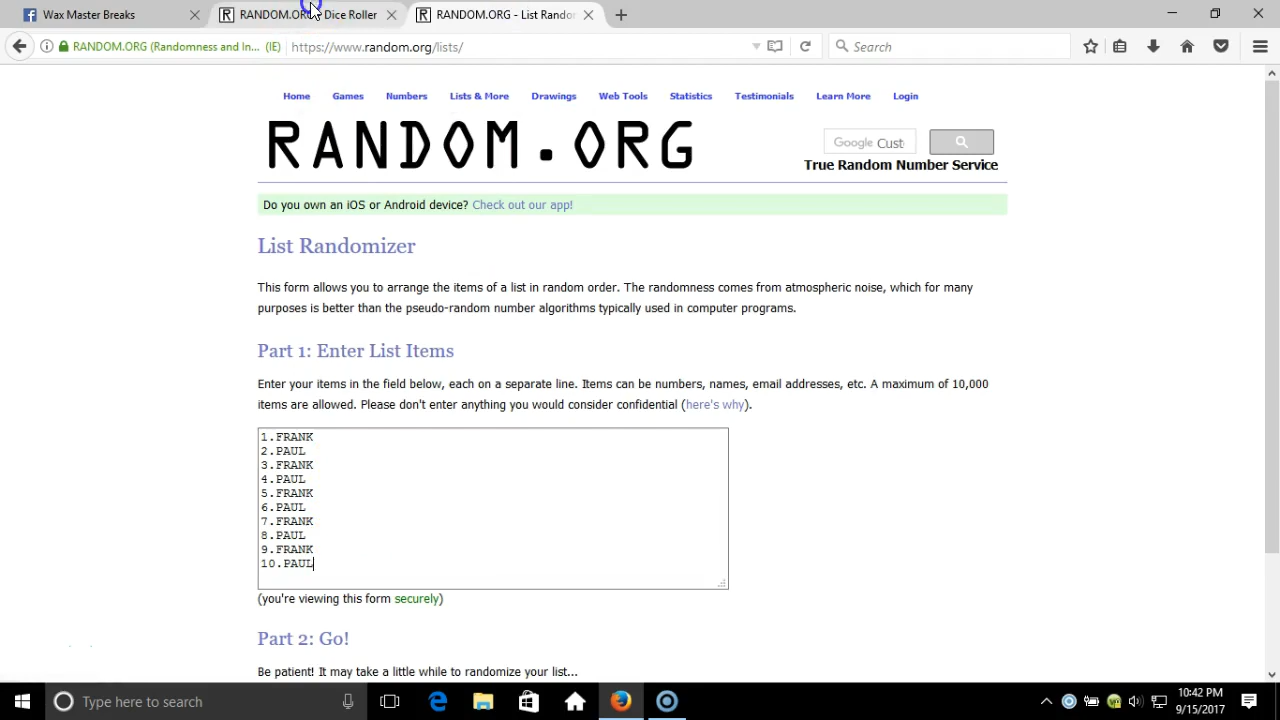 Wax Master Breaks
RANDOM.ORG - Dice Roller
RANDOM.ORG - List Randon
RANDOM.ORG (Randomness and In... (IE)
https://www.random.org/lists/
Search
Home Games Numbers Lists & More Drawings Web Tools Statistics Testimonials Learn More Login
RANDOM.ORG
Google Cust
True Random Number Service
Do you own an iOS or Android device? Check out our app!
List Randomizer
This form allows you to arrange the items of a list in random order. The randomness comes from atmospheric noise, which for many
purposes is better than the pseudo-random number algorithms typically used in computer programs.
Part 1: Enter List Items
Enter your items in the field below, each on a separate line. Items can be numbers, names, email addresses, etc. A maximum of 10,000
items are allowed. Please don't enter anything you would consider confidential (here's why).
1.FRANK
2.PAUL
3.FRANK
4.PAUL
5.FRANK
6.PAUL
7.FRANK
8.PAUL
9.FRANK
10.PAUL
(you're viewing this form securely)
Part 2: Go!
Be patient! It may take a little while to randomize your list...
Type here to search
10:42 PM
9/15/2017